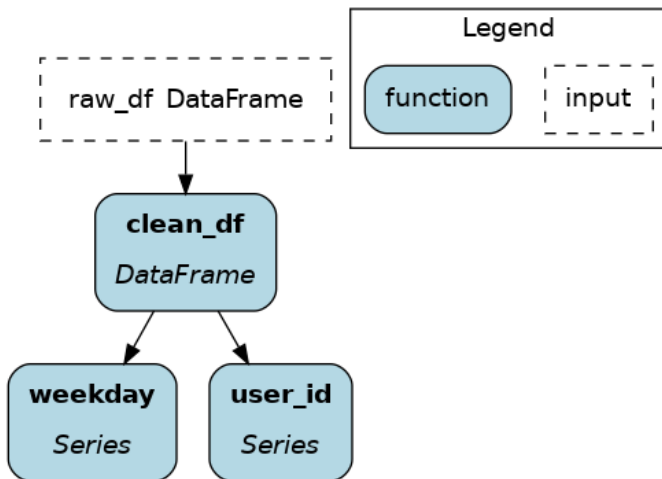 Legend
function
input
raw_df DataFrame
clean_df
DataFrame
weekday
Series
user_id
Series